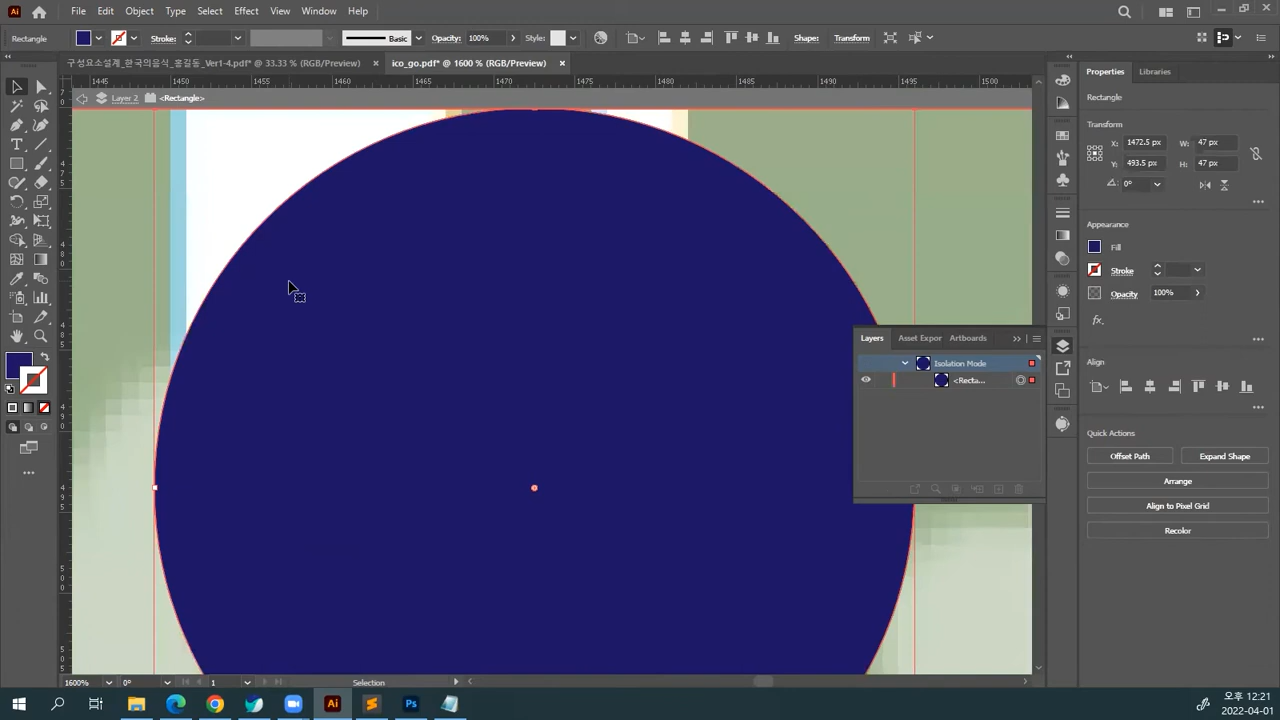 Ai
File Edit Object Type Select Effect View Window Help
Rectangle Stroke: Basic Opacity: 100% Style: Shape: Transform
구성요소설계_한국의음식_홍길동_Ver1-4.pdf* @ 33.33 % (RGB/Preview) × ico_go.pdf* @ 1600 % (RGB/Preview) ×
1445 1450 1455 1460 1465 1470 1475 1480 1485 1490 1495 1500
Layer 2 <Rectangle>
Properties Libraries
Rectangle
Transform
X: 1472.5 px W: 47 px
Y: 493.5 px H: 47 px
0°
Appearance
Fill
Stroke
Opacity 100%
fx.
Align
Quick Actions
Offset Path Expand Shape
Arrange
Align to Pixel Grid
Recolor
Layers Asset Expor Artboards
Isolation Mode
<Recta...
1600% 0° 1 Selection
Ai Ps 오후 12:21
2022-04-01